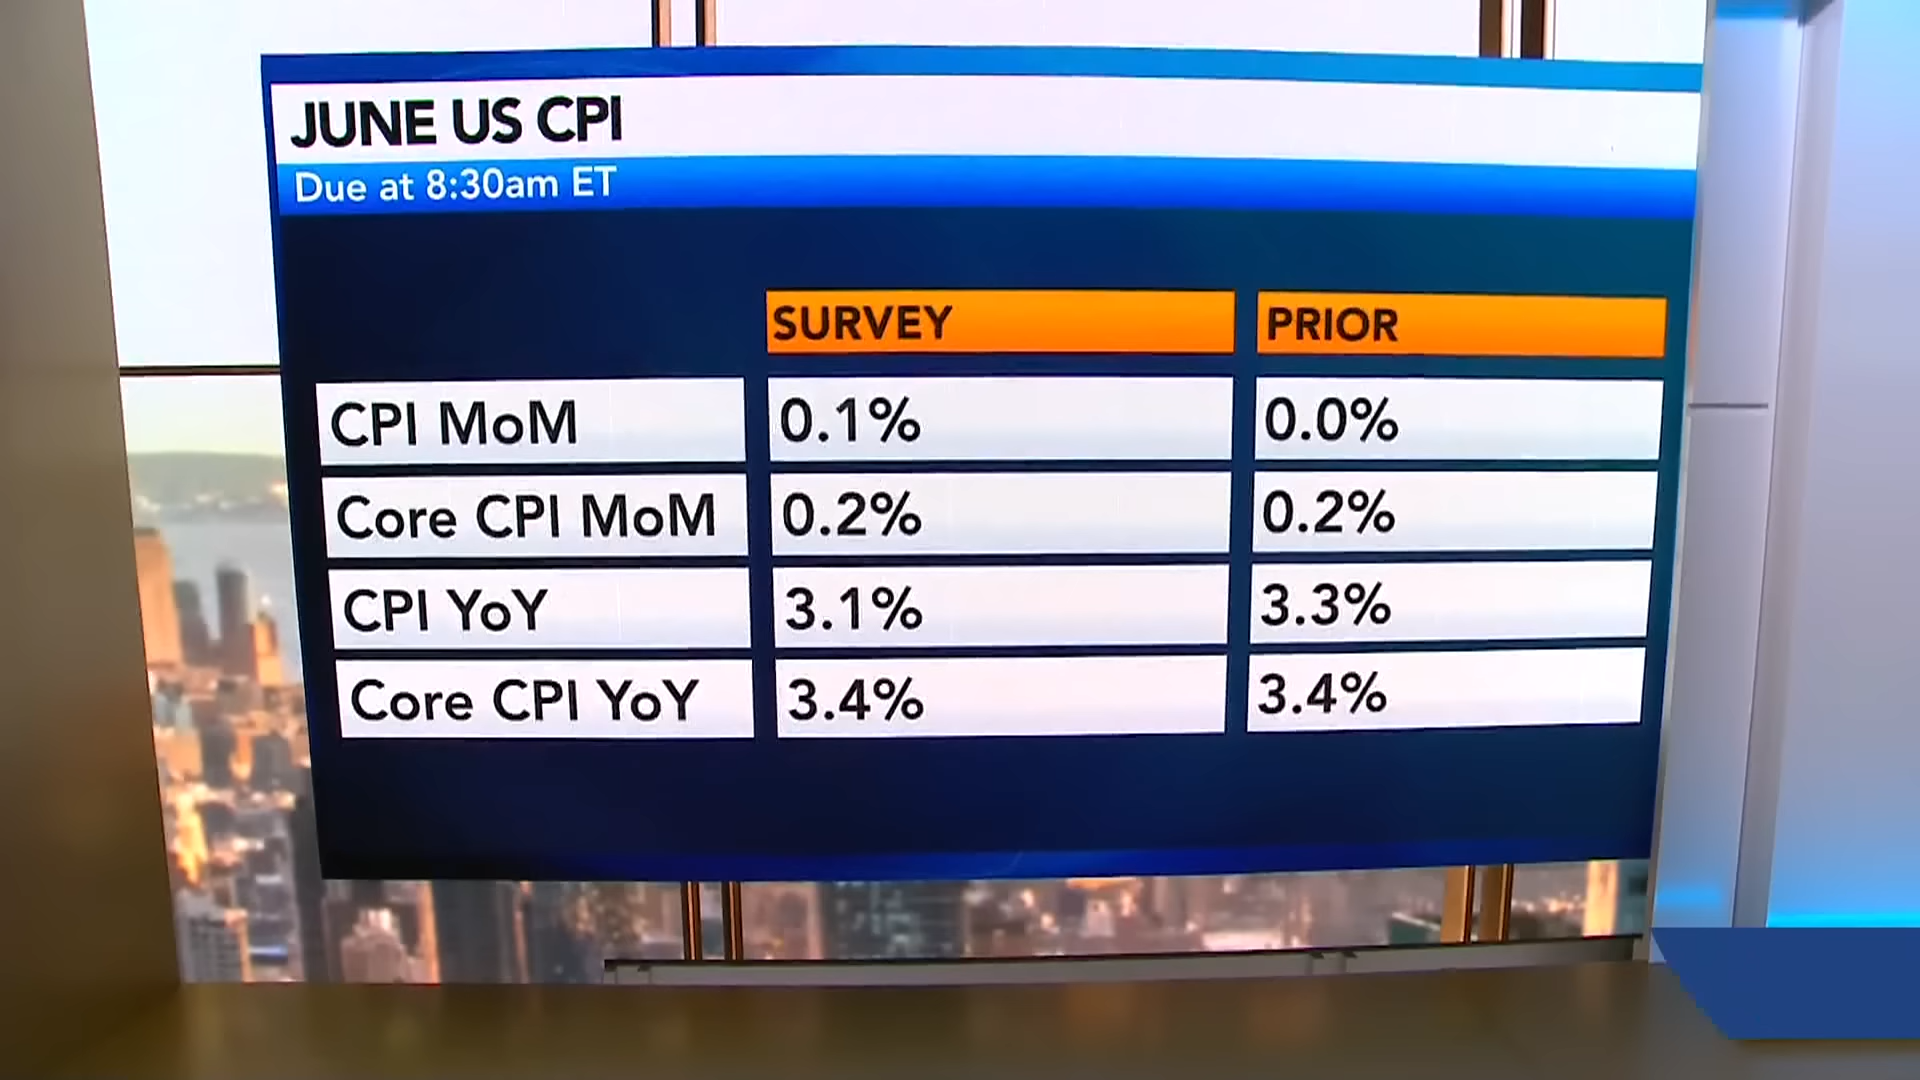 JUNE US CPI
Due at 8:30am ET
SURVEY PRIOR
CPI MoM 0.1% 0.0%
Core CPI MoM 0.2% 0.2%
CPI YoY 3.1% 3.3%
Core CPI YoY 3.4% 3.4%